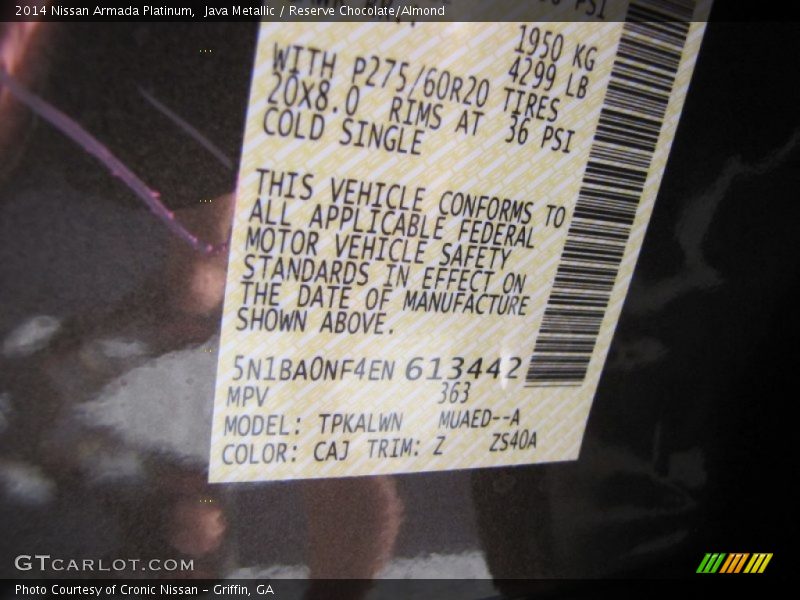 2014 Nissan Armada Platinum,  Java Metallic / Reserve Chocolate/Almond
PSI
1950 KG
4299 LB
WITH P275/60R20 TIRES
20X8.0 RIMS AT 36 PSI
COLD SINGLE
THIS VEHICLE CONFORMS TO
ALL APPLICABLE FEDERAL
MOTOR VEHICLE SAFETY
STANDARDS IN EFFECT ON
THE DATE OF MANUFACTURE
SHOWN ABOVE.
5N1BA0NF4EN 613442
MPV 363
MODEL: TPKALWN MUAED--A
COLOR: CAJ TRIM: Z ZS40A
GTCARLOT.COM
Photo Courtesy of Cronic Nissan – Griffin, GA